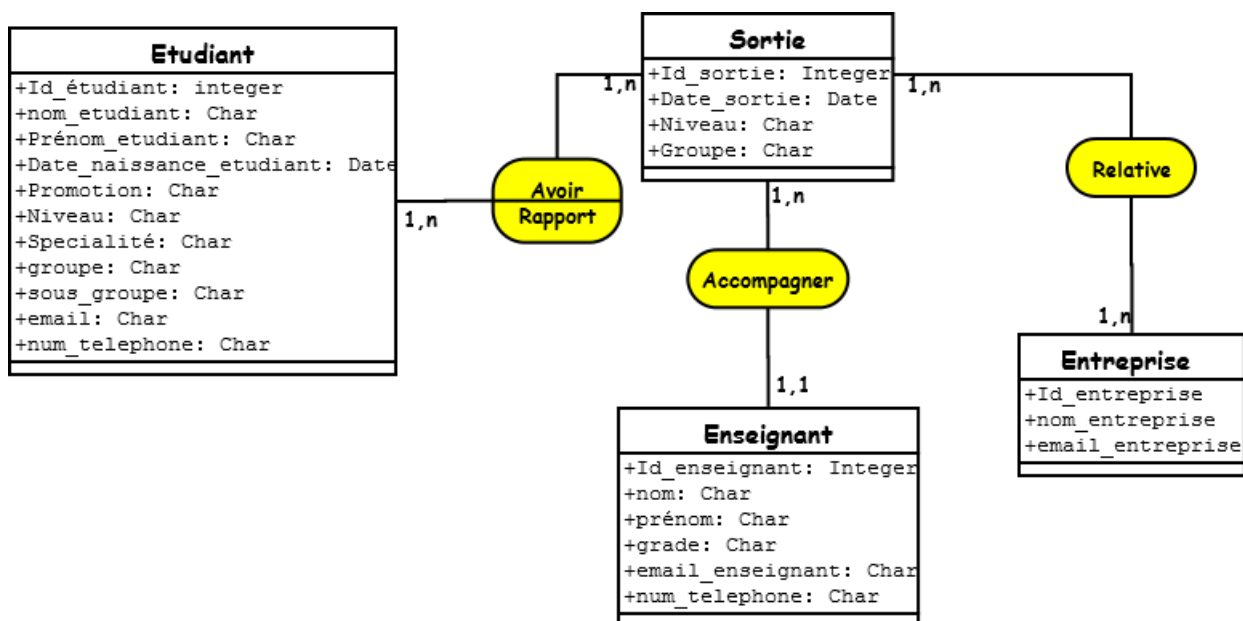 Etudiant
+Id_étudiant: integer
+nom_etudiant: Char
+Prénom_etudiant: Char
+Date_naissance_etudiant: Date
+Promotion: Char
+Niveau: Char
+Specialité: Char
+groupe: Char
+sous_groupe: Char
+email: Char
+num_telephone: Char
1,n
Avoir
Rapport
1,n
Sortie
+Id_sortie: Integer
+Date_sortie: Date
+Niveau: Char
+Groupe: Char
1,n
Relative
1,n
1,n
Accompagner
1,1
Enseignant
+Id_enseignant: Integer
+nom: Char
+prénom: Char
+grade: Char
+email_enseignant: Char
+num_telephone: Char
Entreprise
+Id_entreprise
+nom_entreprise
+email_entreprise